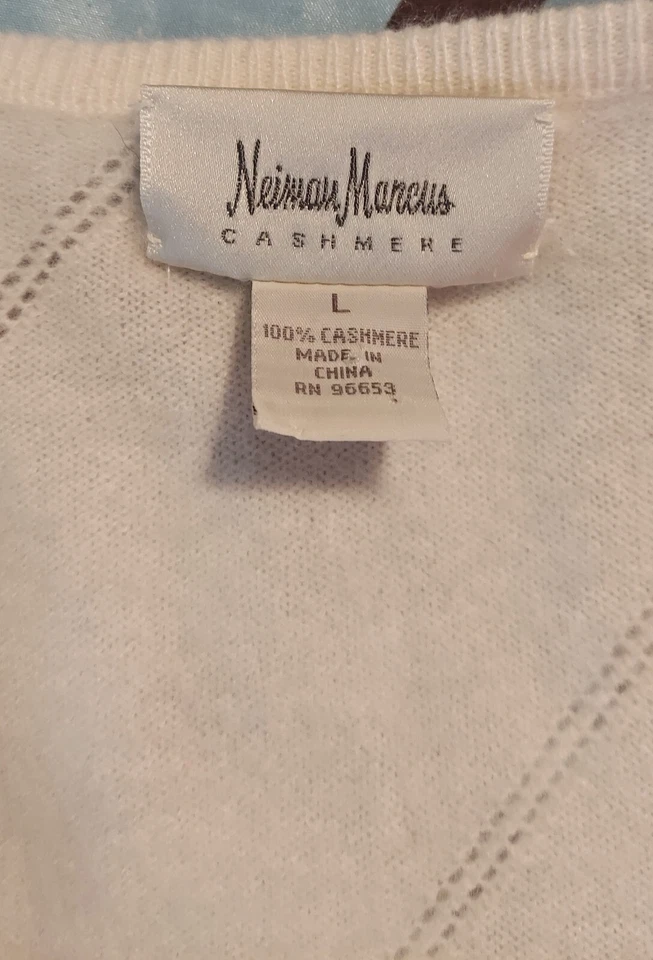 Neiman Marcus
CASHMERE
L
100% CASHMERE
MADE IN
CHINA
RN 96653